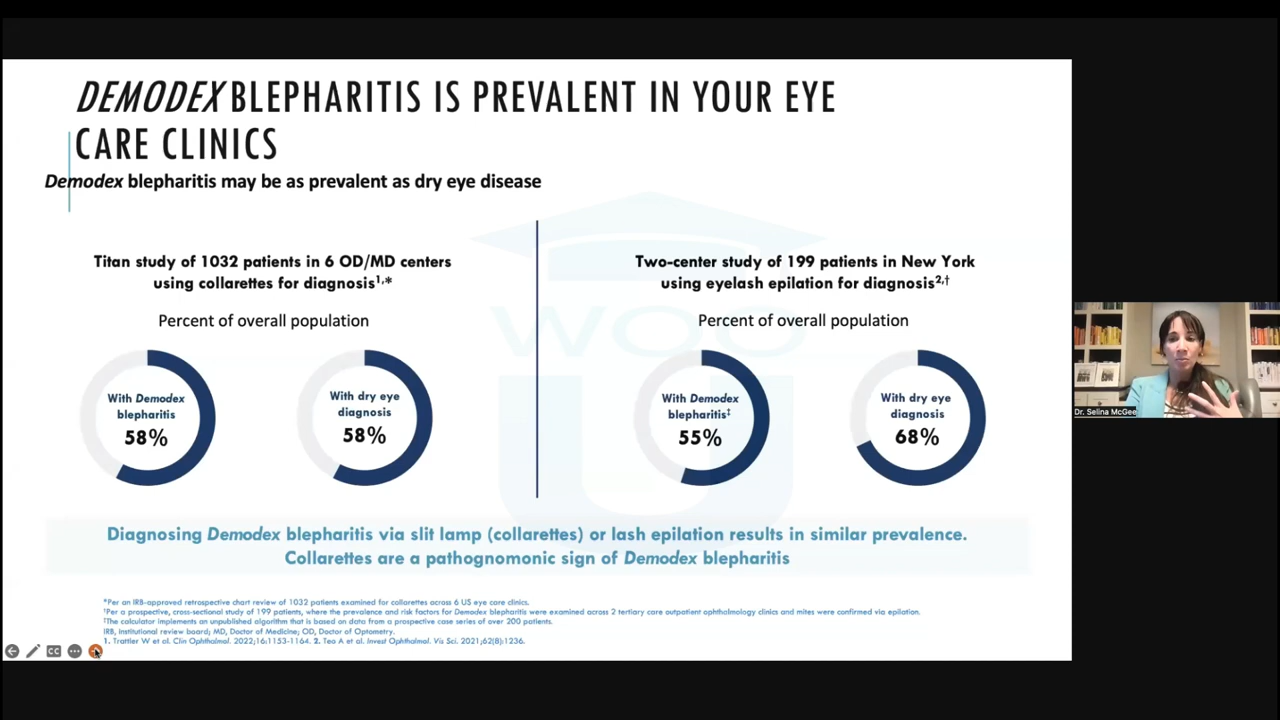 DEMODEX BLEPHARITIS IS PREVALENT IN YOUR EYE
CARE CLINICS
Demodex blepharitis may be as prevalent as dry eye disease
Titan study of 1032 patients in 6 OD/MD centers
using collarettes for diagnosis1,*
Percent of overall population
With Demodex
blepharitis
58%
With dry eye
diagnosis
58%
Two-center study of 199 patients in New York
using eyelash epilation for diagnosis2,†
Percent of overall population
With Demodex
blepharitis‡
55%
With dry eye
diagnosis
68%
WOO
U
Diagnosing Demodex blepharitis via slit lamp (collarettes) or lash epilation results in similar prevalence.
Collarettes are a pathognomonic sign of Demodex blepharitis
*Per an IRB-approved retrospective chart review of 1032 patients examined for collarettes across 6 US eye care clinics.
†Per a prospective, cross-sectional study of 199 patients, where the prevalence and risk factors for Demodex blepharitis were examined across 2 tertiary care outpatient ophthalmology clinics and mites were confirmed via epilation.
‡The calculator implements an unpublished algorithm that is based on data from a prospective case series of over 200 patients.
IRB, Institutional review board; MD, Doctor of Medicine; OD, Doctor of Optometry.
1. Trattler W et al. Clin Ophthalmol. 2022;16:1153-1164. 2. Teo A et al. Invest Ophthalmol. Vis Sci. 2021;62(8):1236.
CC
Dr. Selina McGee